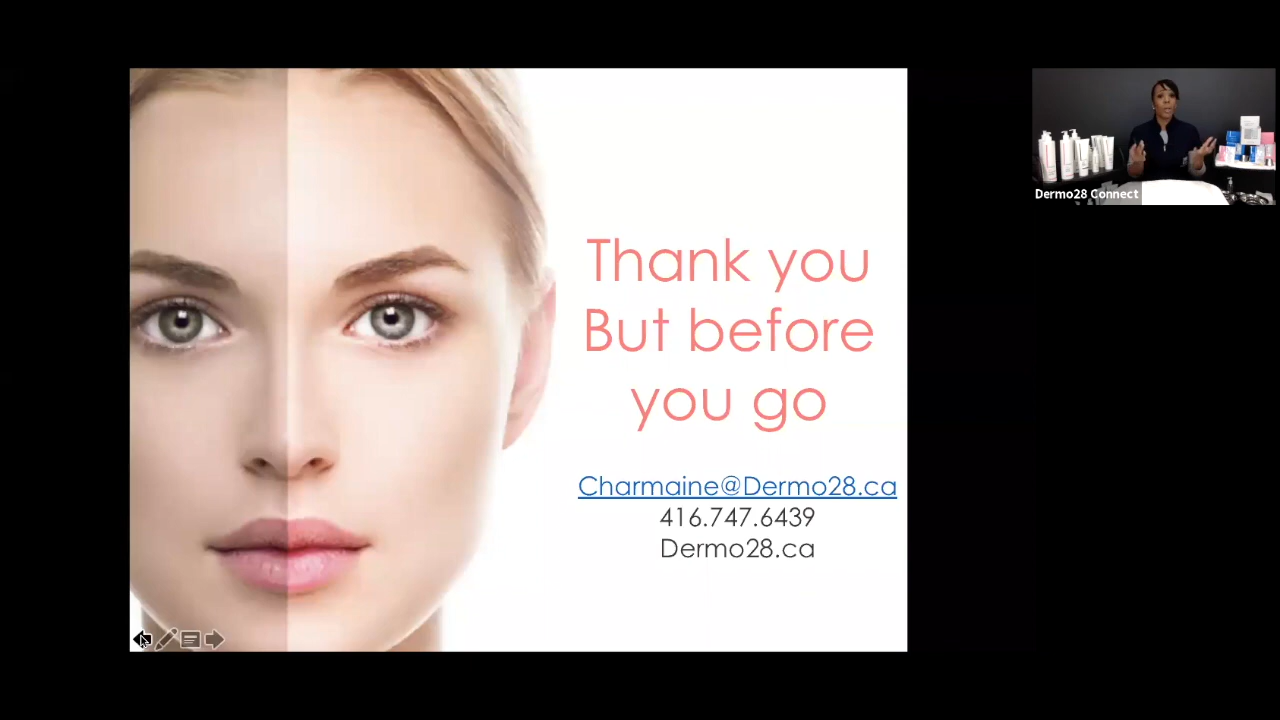 Thank you
But before
you go
Charmaine@Dermo28.ca
416.747.6439
Dermo28.ca
Dermo28 Connect